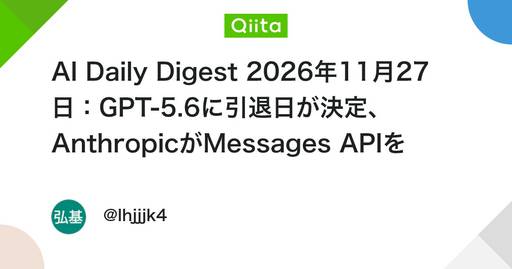 Qiita
AI Daily Digest 2026年11月27
日：GPT-5.6に引退日が決定、
AnthropicがMessages APIを
弘基
@lhjjjk4